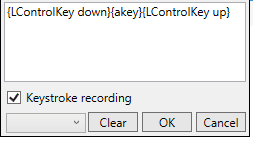 {LControlKey down}{akey}{LControlKey up}
Keystroke recording
Clear OK Cancel